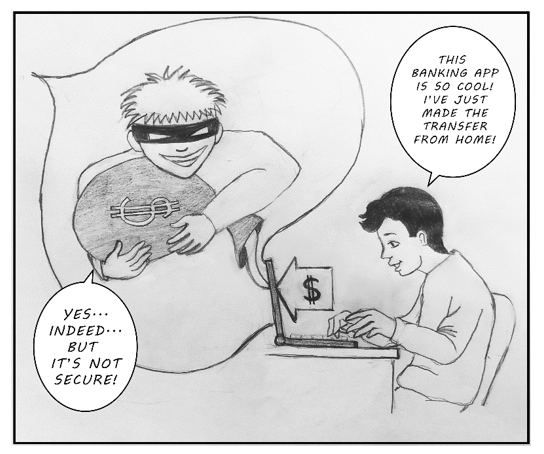 THIS
BANKING APP
IS SO COOL!
I'VE JUST
MADE THE
TRANSFER
FROM HOME!
$
$
YES...
INDEED...
BUT
IT'S NOT
SECURE!